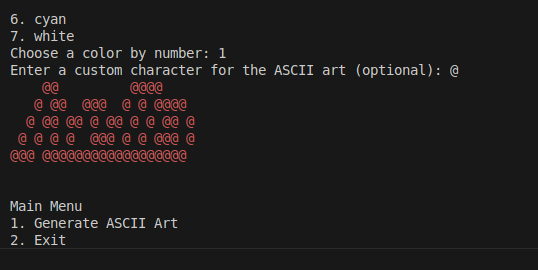 6. cyan
7. white
Choose a color by number: 1
Enter a custom character for the ASCII art (optional): @
    @@         @@@@
   @ @@  @@@  @ @ @@@@
  @ @@ @@ @ @@ @ @ @@ @
 @ @ @ @  @@@ @ @ @@@ @
@@@ @@@@@@@@@@@@@@@@@@
Main Menu
1. Generate ASCII Art
2. Exit